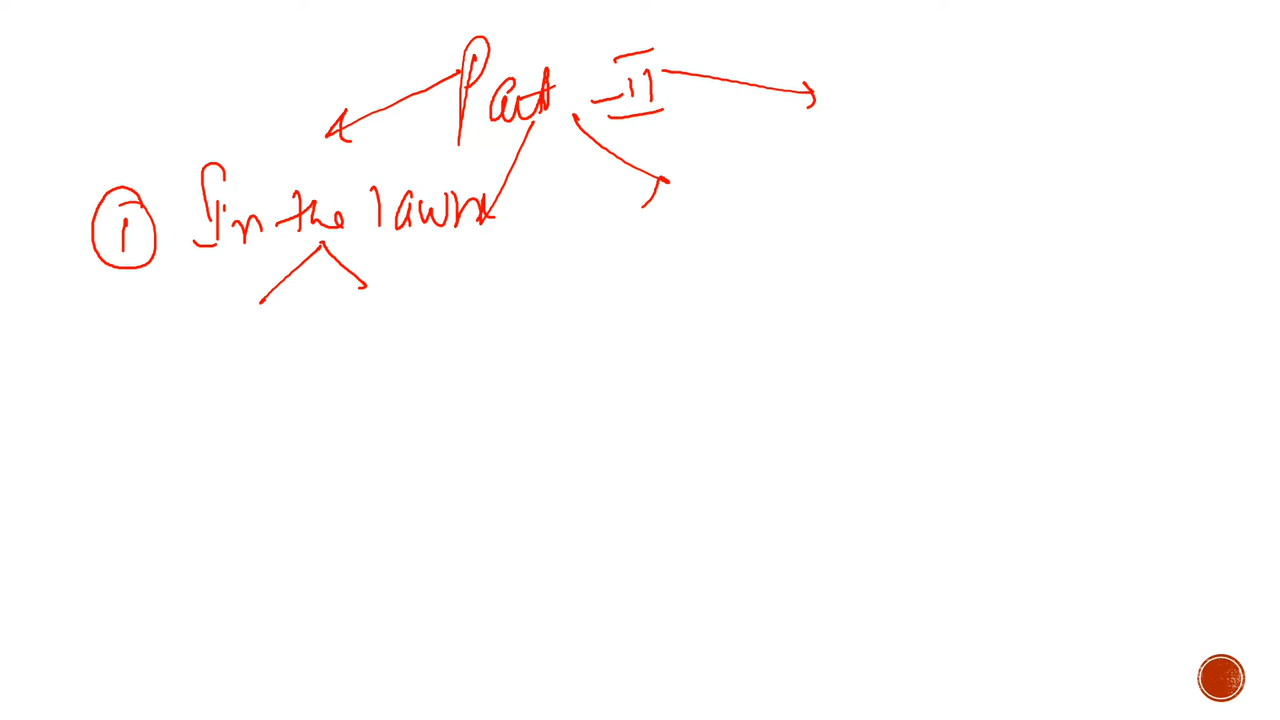 Part -II
① In the lawn